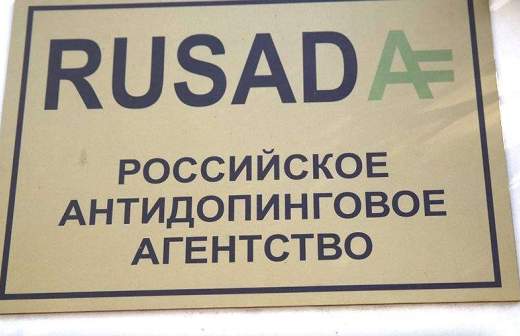 RUSADA
РОССИЙСКОЕ
АНТИДОПИНГОВОЕ
АГЕНТСТВО